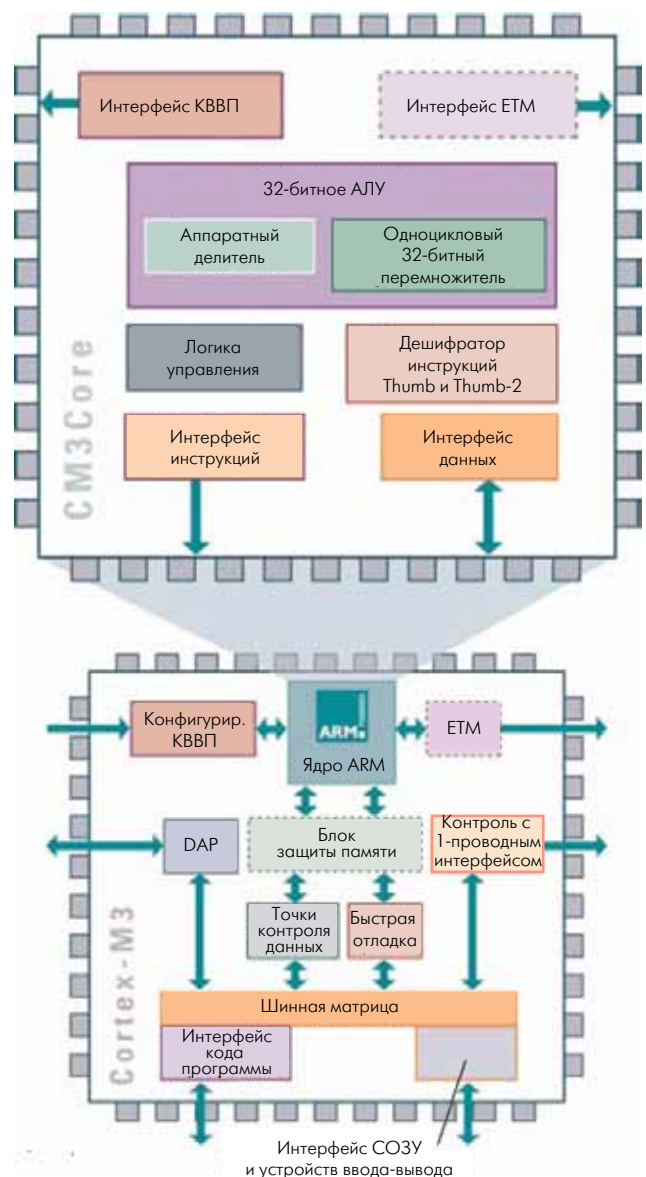 Интерфейс КВВП
Интерфейс ETM
32-битное АЛУ
Аппаратный
делитель
Одноцикловый
32-битный
перемножитель
Логика
управления
Дешифратор
инструкций
Thumb и Thumb-2
Интерфейс
инструкций
Интерфейс
данных
CM3Core
Конфигурир.
КВВП
ARM
Ядро ARM
ETM
DAP
Блок
защиты памяти
Контроль с
1-проводным
интерфейсом
Точки
контроля
данных
Быстрая
отладка
Шинная матрица
Интерфейс
кода
программы
Cortex-M3
Интерфейс СОЗУ
и устройств ввода-вывода